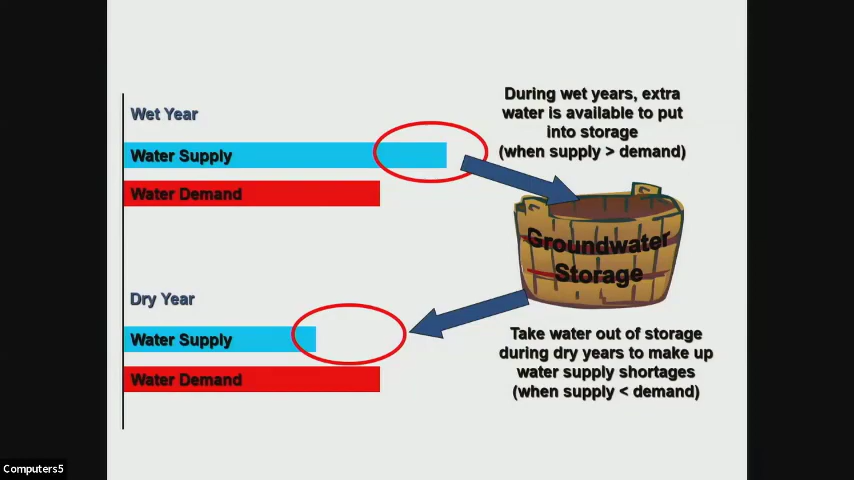 During wet years, extra
water is available to put
into storage
(when supply > demand)
Wet Year
Water Supply
Water Demand
Groundwater
Storage
Dry Year
Water Supply
Water Demand
Take water out of storage
during dry years to make up
water supply shortages
(when supply < demand)
Computers5